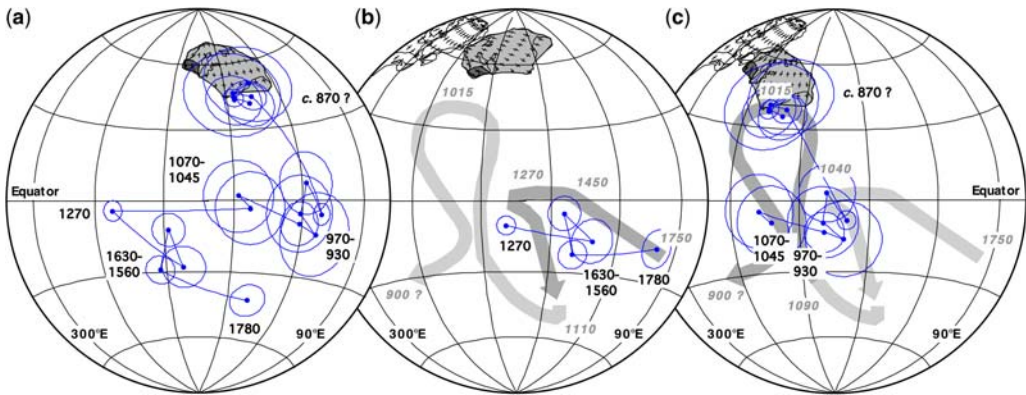 (a)
c. 870 ?
1070-
1045
Equator
1270
970-
930
1630-
1560
1780
300°E
90°E
(b)
1015
1270
1450
1270
1750
1780
1630-
1560
900 ?
1110
300°E
90°E
(c)
1015
c. 870 ?
1040
Equator
1070-
1045
970-
930
1750
900 ?
1090
300°E
90°E